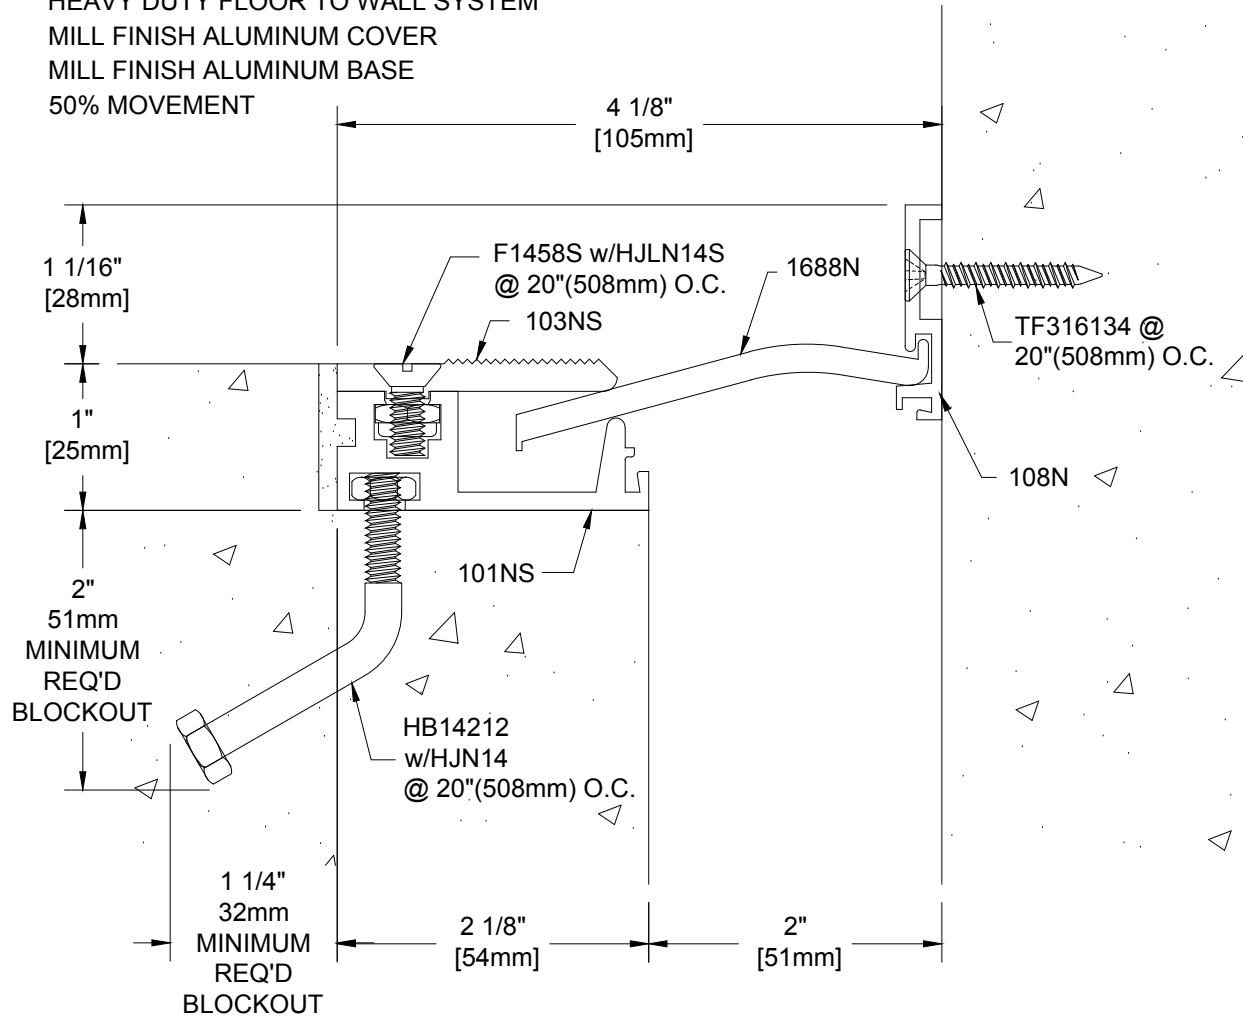 HEAVY DUTY FLOOR TO WALL SYSTEM
MILL FINISH ALUMINUM COVER
MILL FINISH ALUMINUM BASE
50% MOVEMENT
4 1/8"
[105mm]
1 1/16"
[28mm]
F1458S w/HJLN14S
@ 20"(508mm) O.C.
103NS
1688N
TF316134 @
20"(508mm) O.C.
1"
[25mm]
108N
101NS
2"
51mm
MINIMUM
REQ'D
BLOCKOUT
HB14212
w/HJN14
@ 20"(508mm) O.C.
1 1/4"
32mm
MINIMUM
REQ'D
BLOCKOUT
2 1/8"
[54mm]
2"
[51mm]